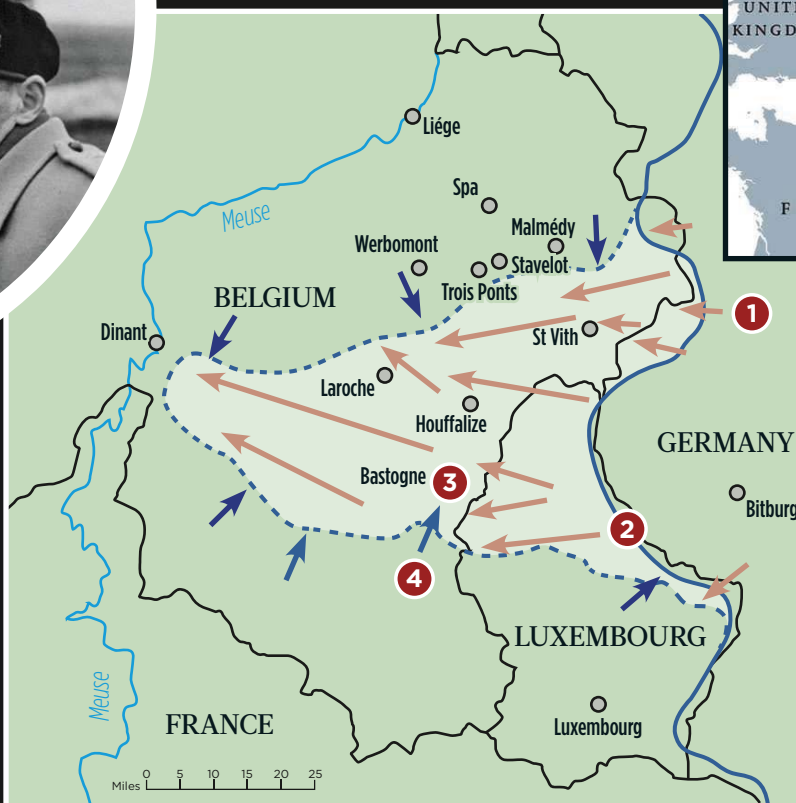 UNIT
KINGD
F
Liége
Meuse
Spa
Malmédy
Werbomont
Stavelot
Trois Ponts
BELGIUM
1
Dinant
St Vith
Laroche
Houffalize
GERMANY
Bastogne
3
Bitburg
2
4
LUXEMBOURG
Meuse
FRANCE
Luxembourg
Miles
0 5 10 15 20 25